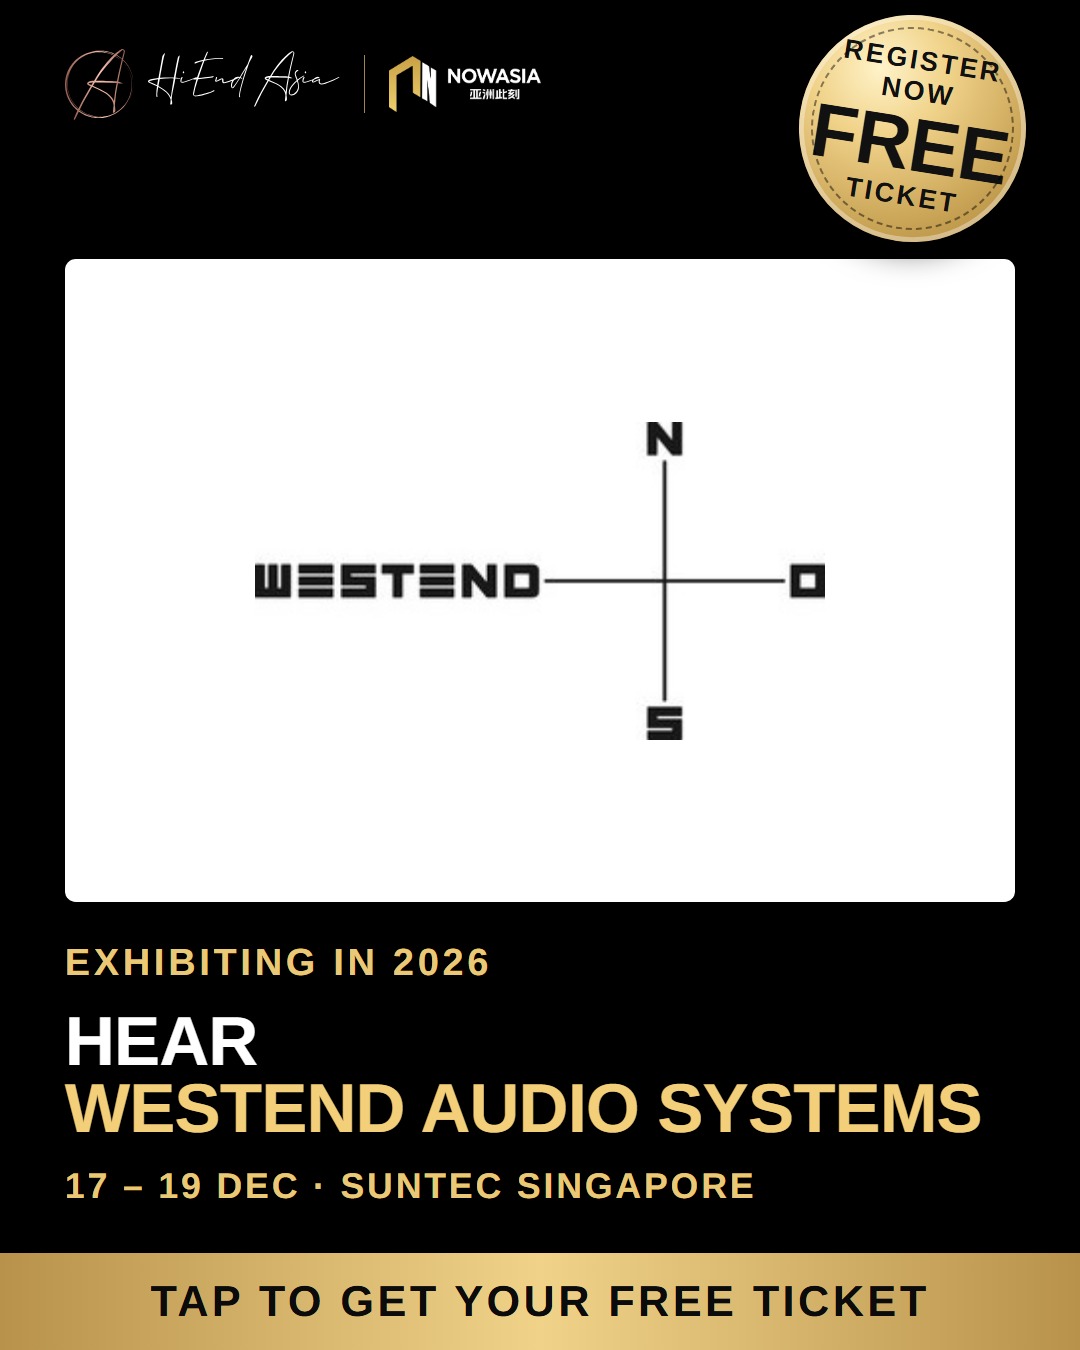 HiEnd Asia
NOWASIA
亚洲此刻
REGISTER
NOW
FREE
TICKET
N
WESTEND
O
S
EXHIBITING IN 2026
HEAR
WESTEND AUDIO SYSTEMS
17 – 19 DEC · SUNTEC SINGAPORE
TAP TO GET YOUR FREE TICKET